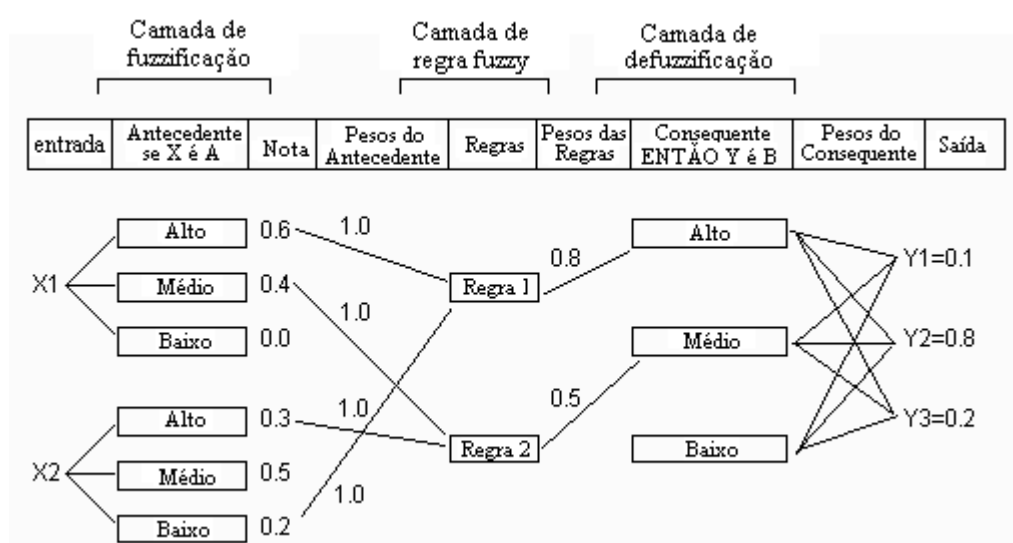 Camada de
fuzzificação
Camada de
regra fuzzy
Camada de
defuzzificação
entrada
Antecedente
se X é A
Nota
Pesos do
Antecedente
Regras
Pesos das
Regras
Consequente
ENTÃO Y é B
Pesos do
Consequente
Saída
X1
Alto 0.6
Médio 0.4
Baixo 0.0
X2
Alto 0.3
Médio 0.5
Baixo 0.2
1.0
1.0
1.0
1.0
Regra 1
Regra 2
0.8
0.5
Alto
Médio
Baixo
Y1=0.1
Y2=0.8
Y3=0.2